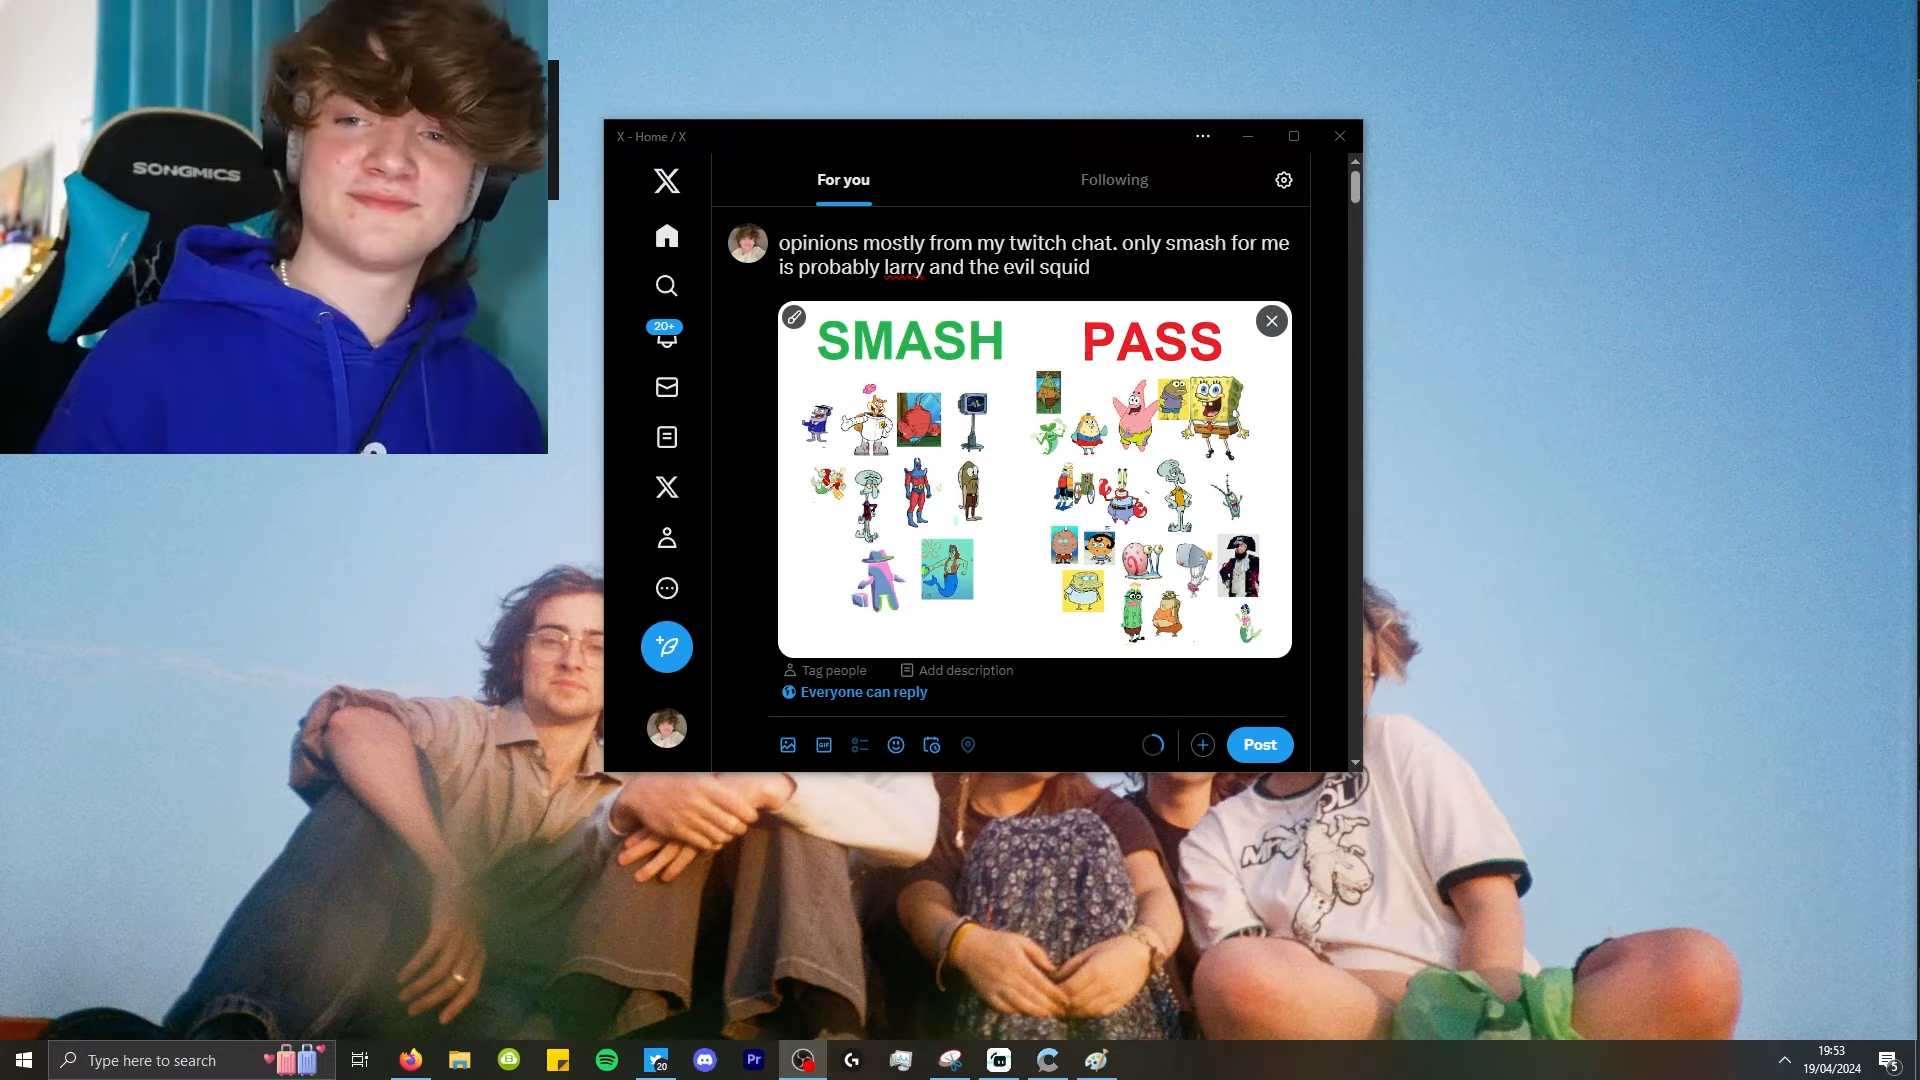 SONGMICS
X - Home / X
For you
Following
20+
opinions mostly from my twitch chat. only smash for me
is probably larry and the evil squid
SMASH
PASS
Tag people
Add description
Everyone can reply
GIF
Post
Type here to search
20
Pr
19:53
19/04/2024
5